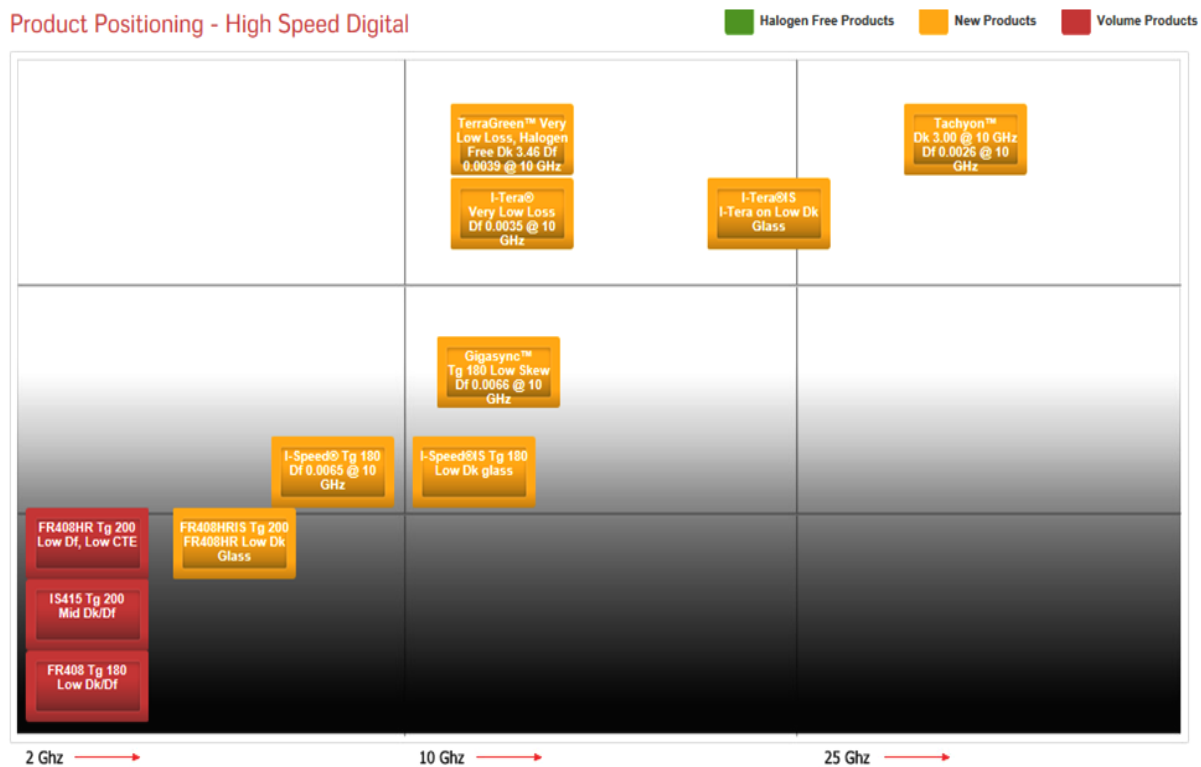 Product Positioning - High Speed Digital
Halogen Free Products
New Products
Volume Products
TerraGreen™ Very
Low Loss, Halogen
Free Dk 3.46 Df
0.0039 @ 10 GHz
Tachyon™
Dk 3.00 @ 10 GHz
Df 0.0026 @ 10
GHz
I-Tera®
Very Low Loss
Df 0.0035 @ 10
GHz
I-Tera®IS
I-Tera on Low Dk
Glass
Gigasync™
Tg 180 Low Skew
Df 0.0066 @ 10
GHz
I-Speed® Tg 180
Df 0.0065 @ 10
GHz
I-Speed®IS Tg 180
Low Dk glass
FR408HR Tg 200
Low Df, Low CTE
FR408HRIS Tg 200
FR408HR Low Dk
Glass
IS415 Tg 200
Mid Dk/Df
FR408 Tg 180
Low Dk/Df
2 Ghz
10 Ghz
25 Ghz